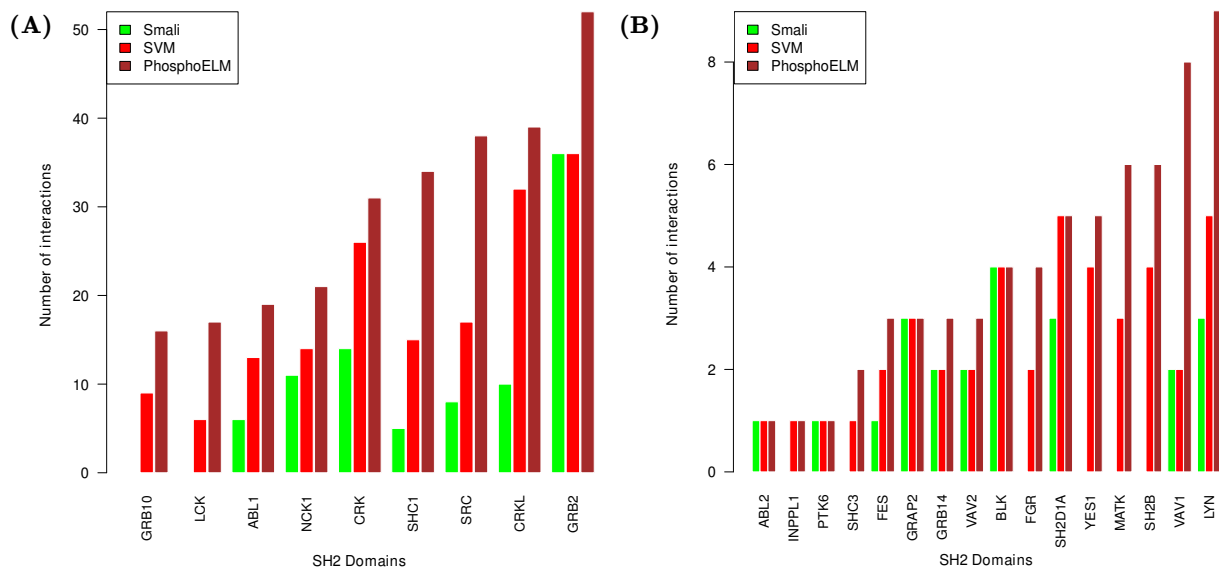 (A)
Smali
SVM
PhosphoELM
Number of interactions
0
10
20
30
40
50
GRB10
LCK
ABL1
NCK1
CRK
SHC1
SRC
CRKL
GRB2
SH2 Domains
(B)
Smali
SVM
PhosphoELM
Number of interactions
0
2
4
6
8
ABL2
INPPL1
PTK6
SHC3
FES
GRAP2
GRB14
VAV2
BLK
FGR
SH2D1A
YES1
MATK
SH2B
VAV1
LYN
SH2 Domains